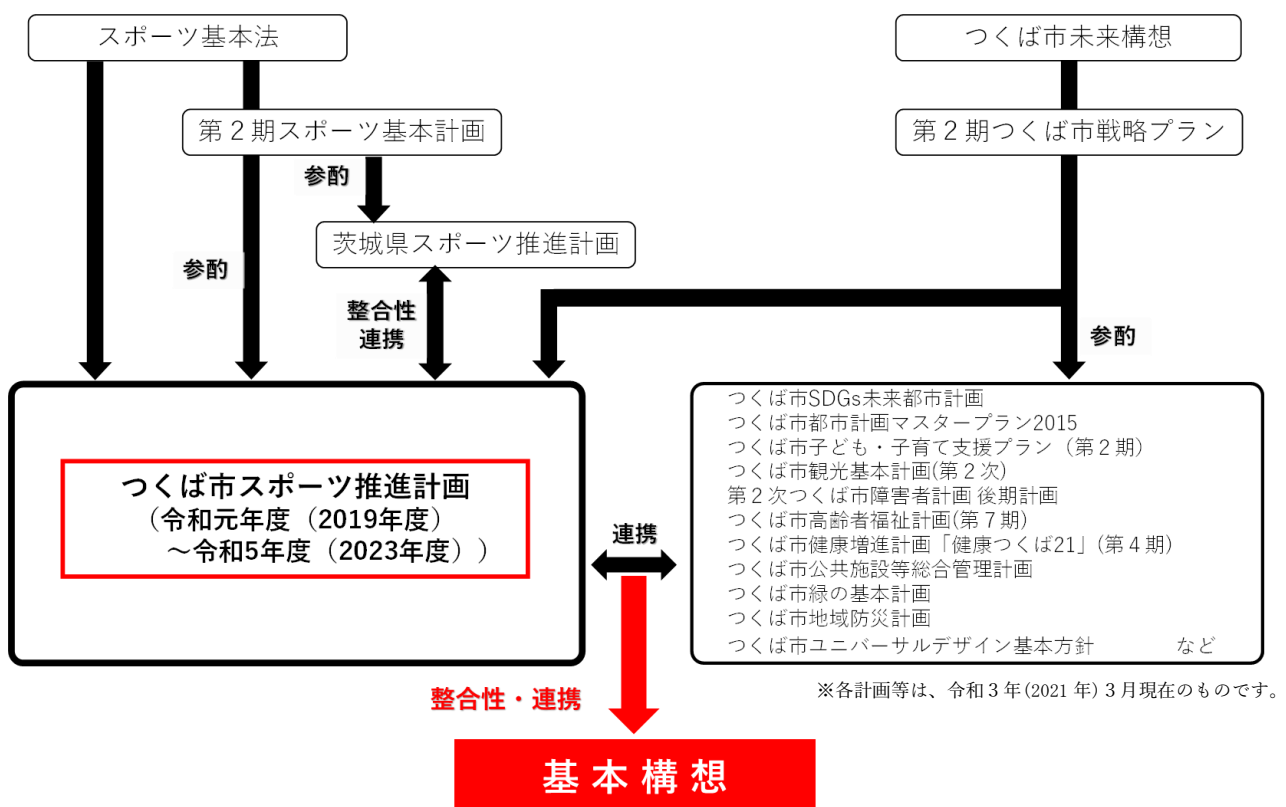 スポーツ基本法
つくば市未来構想
第２期スポーツ基本計画
第２期つくば市戦略プラン
参酌
茨城県スポーツ推進計画
参酌
整合性
連携
参酌
つくば市スポーツ推進計画
（令和元年度（2019年度）
～令和5年度（2023年度））
連携
つくば市SDGs未来都市計画
つくば市都市計画マスタープラン2015
つくば市子ども・子育て支援プラン（第２期）
つくば市観光基本計画(第２次)
第２次つくば市障害者計画 後期計画
つくば市高齢者福祉計画(第７期)
つくば市健康増進計画「健康つくば21」(第４期)
つくば市公共施設等総合管理計画
つくば市緑の基本計画
つくば市地域防災計画
つくば市ユニバーサルデザイン基本方針 など
※各計画等は、令和３年(2021 年)３月現在のものです。
整合性・連携
基本構想